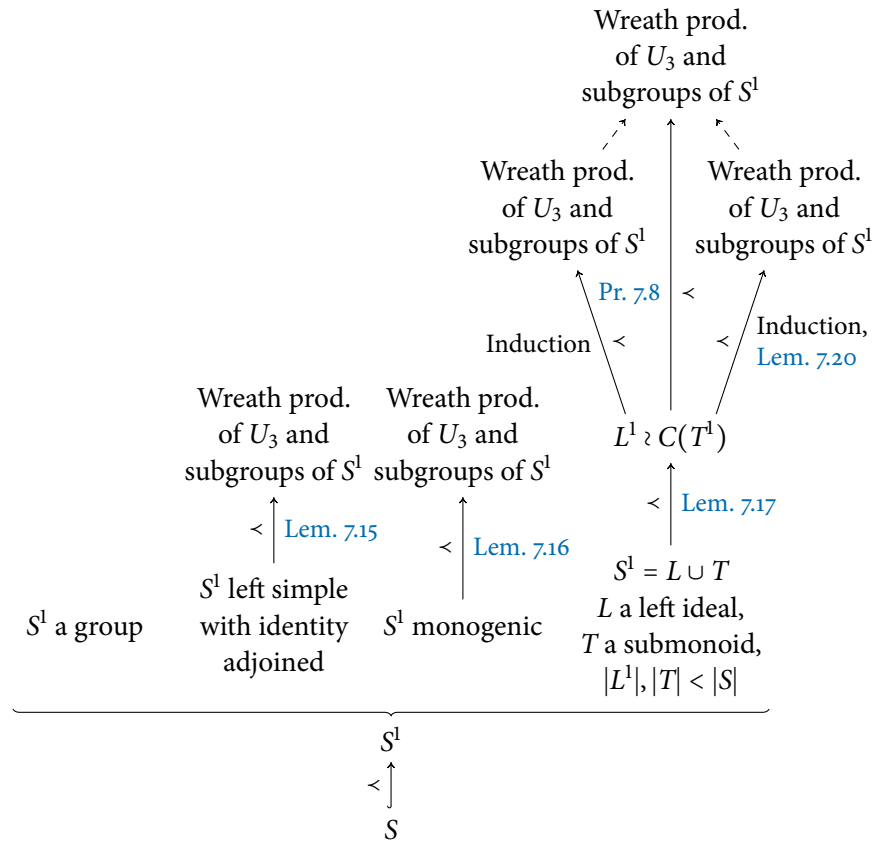 Wreath prod.
of U₃ and
subgroups of S¹
Wreath prod.
of U₃ and
subgroups of S¹
Wreath prod.
of U₃ and
subgroups of S¹
Pr. 7.8 ≺
Induction ≺
≺ Induction,
Lem. 7.20
Wreath prod.
of U₃ and
subgroups of S¹
Wreath prod.
of U₃ and
subgroups of S¹
L¹ ≀ C(T¹)
≺ Lem. 7.15
≺ Lem. 7.16
≺ Lem. 7.17
S¹ a group
S¹ left simple
with identity
adjoined
S¹ monogenic
S¹ = L ∪ T
L a left ideal,
T a submonoid,
|L¹|, |T| < |S|
S¹
≺
S